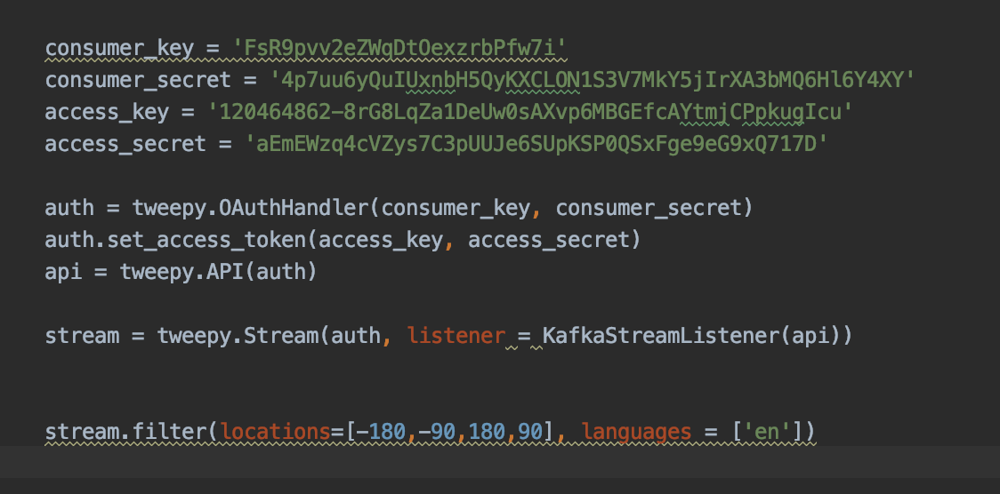 consumer_key = 'FsR9pvv2eZWqDtOexzrbPfw7i'
consumer_secret = '4p7uu6yQuIUxnbH5QyKXCLON1S3V7MkY5jIrXA3bMQ6Hl6Y4XY'
access_key = '120464862-8rG8LqZa1DeUw0sAXvp6MBGEfcAYtmjCPpkugIcu'
access_secret = 'aEmEWzq4cVZys7C3pUUJe6SUpKSP0QSxFge9eG9xQ717D'
auth = tweepy.OAuthHandler(consumer_key, consumer_secret)
auth.set_access_token(access_key, access_secret)
api = tweepy.API(auth)
stream = tweepy.Stream(auth, listener = KafkaStreamListener(api))
stream.filter(locations=[-180,-90,180,90], languages = ['en'])